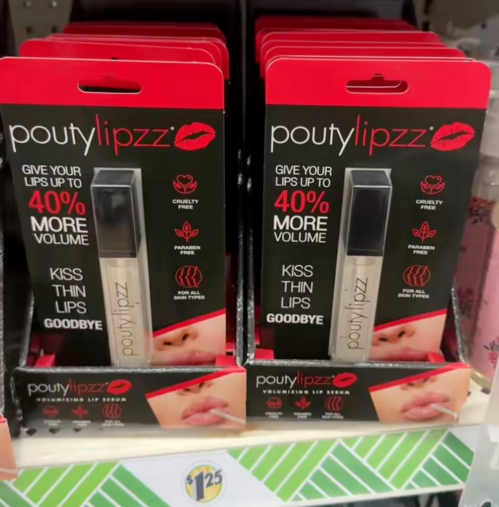 poutylipzz
GIVE YOUR
LIPS UP TO
40%
MORE
VOLUME
KISS
THIN
LIPS
GOODBYE
CRUELTY
FREE
PARABEN
FREE
FOR ALL
SKIN TYPES
poutylipzz
poutylipzz
VOLUMIZING LIP SERUM
poutylipzz
GIVE YOUR
LIPS UP TO
40%
MORE
VOLUME
KISS
THIN
LIPS
GOODBYE
CRUELTY
FREE
PARABEN
FREE
FOR ALL
SKIN TYPES
poutylipzz
poutylipzz
VOLUMIZING LIP SERUM
$1.25